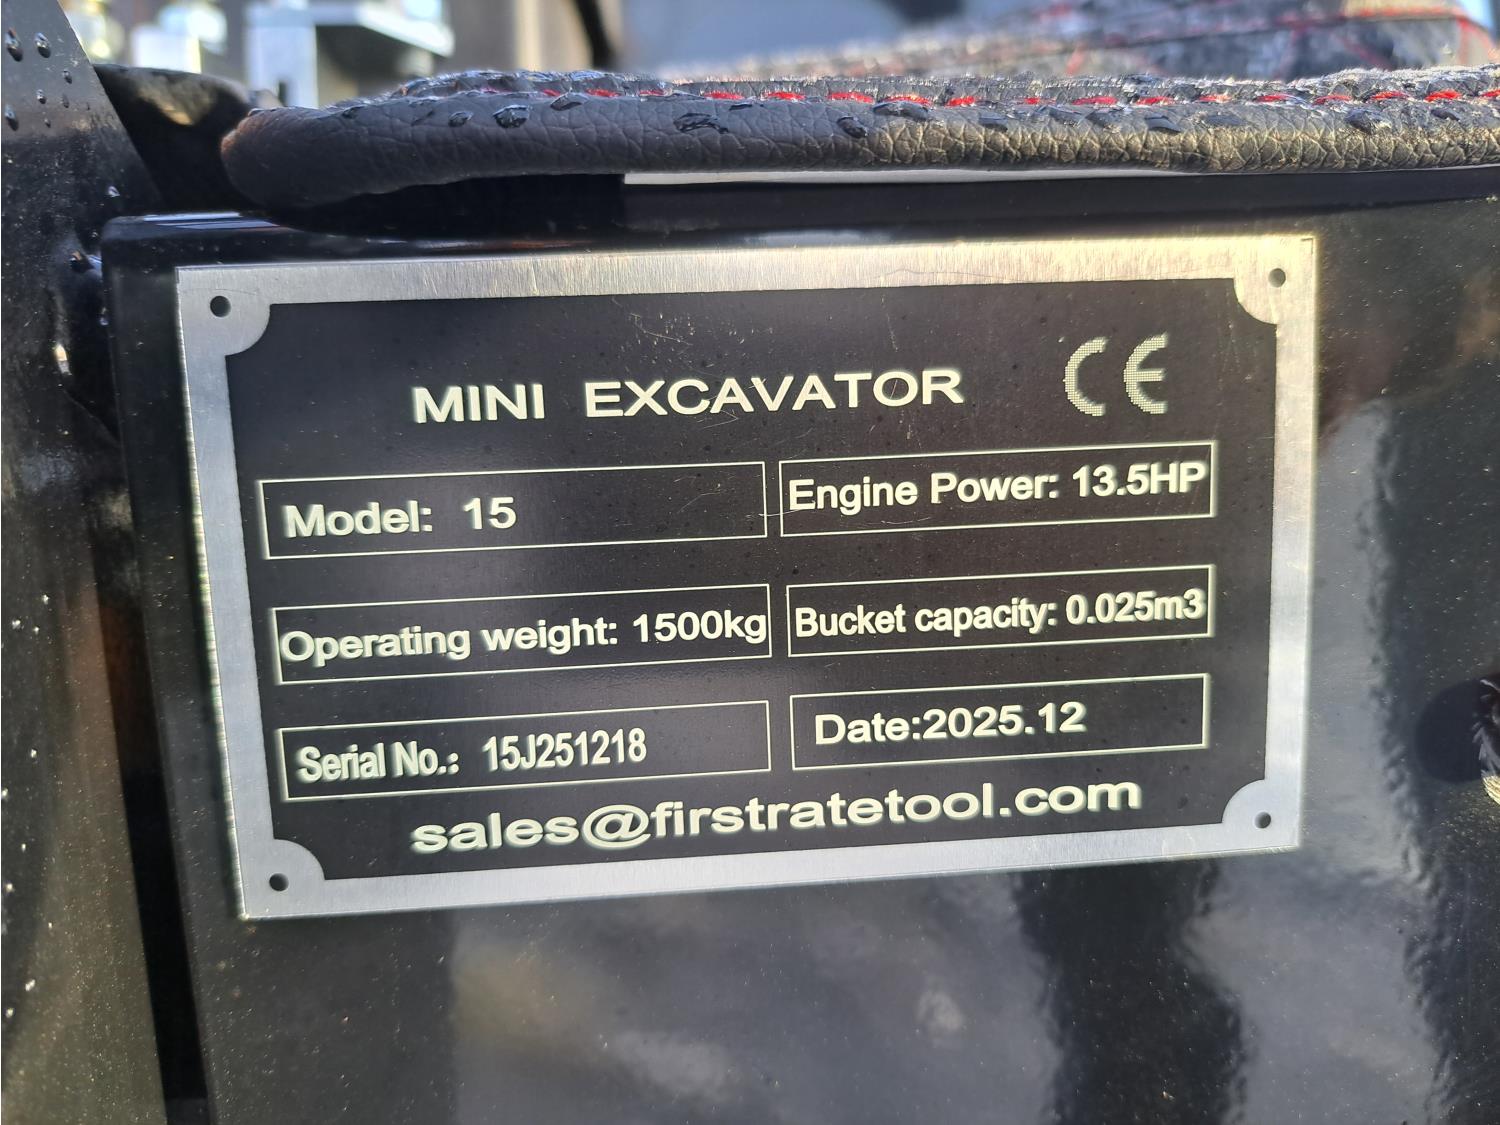 MINI EXCAVATOR CE
Model: 15 Engine Power: 13.5HP
Operating weight: 1500kg Bucket capacity: 0.025m3
Serial No.: 15J251218 Date:2025.12
sales@firstratetool.com